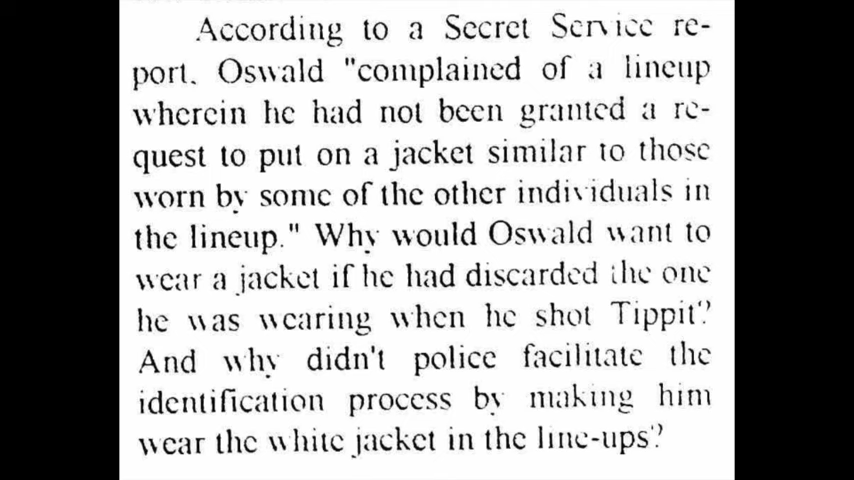 According to a Secret Service re-
port. Oswald "complained of a lineup
wherein he had not been granted a re-
quest to put on a jacket similar to those
worn by some of the other individuals in
the lineup." Why would Oswald want to
wear a jacket if he had discarded the one
he was wearing when he shot Tippit?
And why didn't police facilitate the
identification process by making him
wear the white jacket in the line-ups?